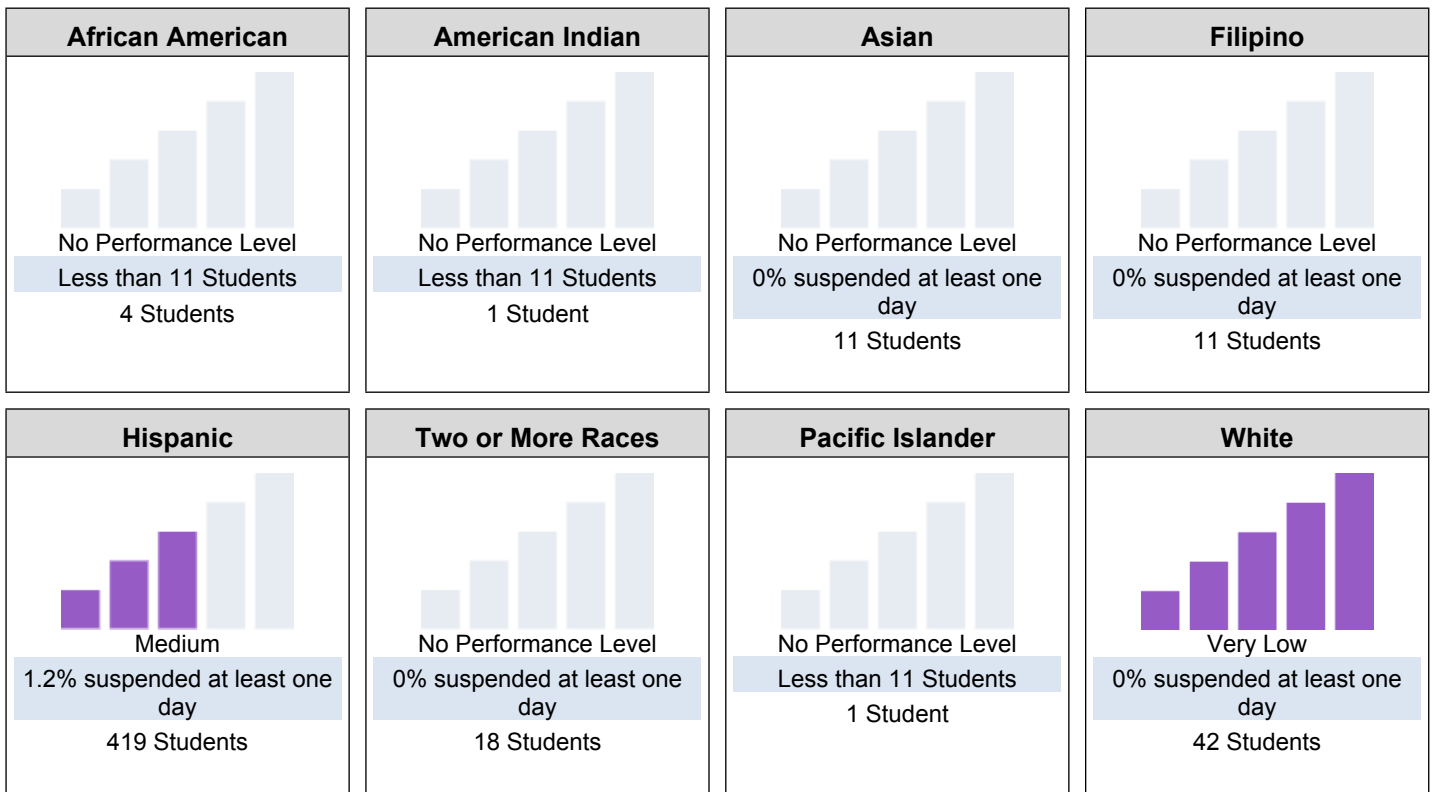 African American
No Performance Level
Less than 11 Students
4 Students
American Indian
No Performance Level
Less than 11 Students
1 Student
Asian
No Performance Level
0% suspended at least one
day
11 Students
Filipino
No Performance Level
0% suspended at least one
day
11 Students
Hispanic
Medium
1.2% suspended at least one
day
419 Students
Two or More Races
No Performance Level
0% suspended at least one
day
18 Students
Pacific Islander
No Performance Level
Less than 11 Students
1 Student
White
Very Low
0% suspended at least one
day
42 Students